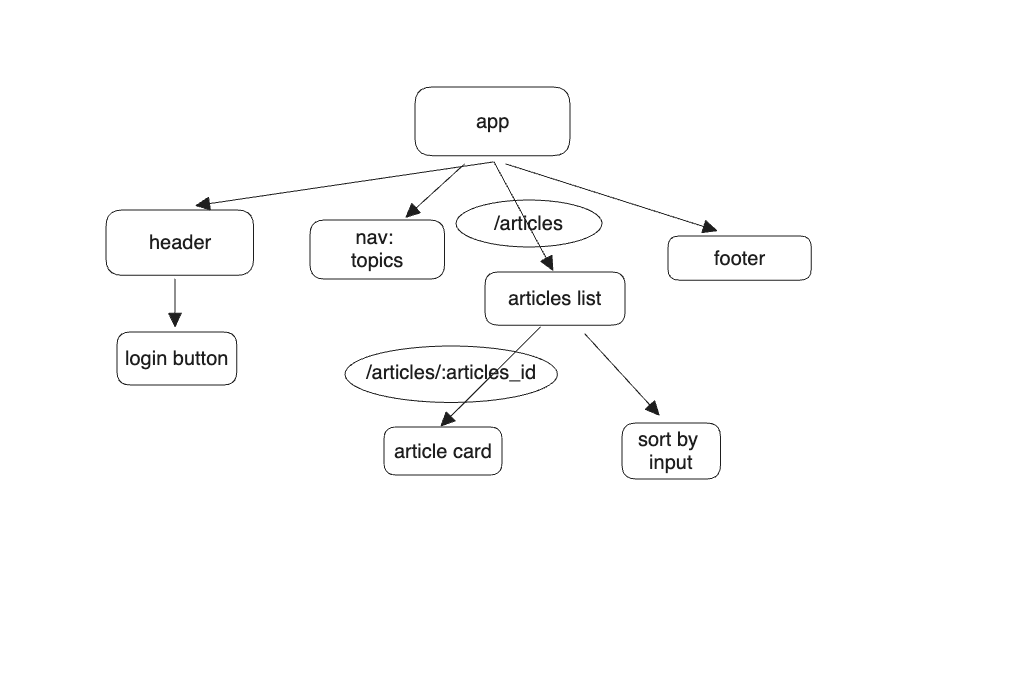 app
header
nav:
topics
/articles
footer
articles list
login button
/articles/:articles_id
article card
sort by
input